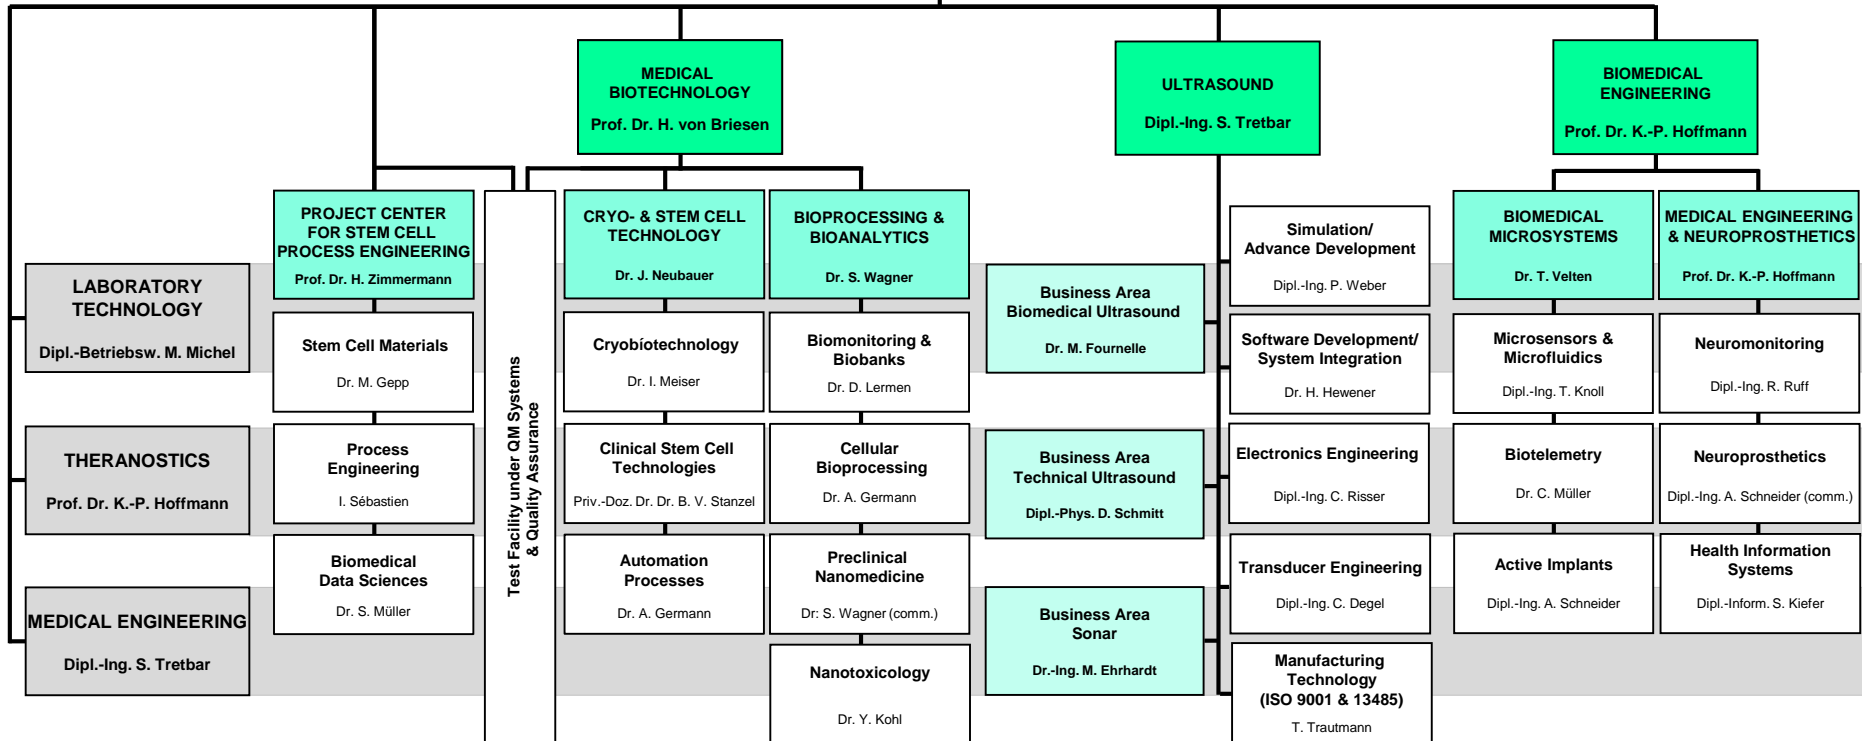 MEDICAL
BIOTECHNOLOGY
Prof. Dr. H. von Briesen
ULTRASOUND
Dipl.-Ing. S. Tretbar
BIOMEDICAL
ENGINEERING
Prof. Dr. K.-P. Hoffmann
LABORATORY
TECHNOLOGY
Dipl.-Betriebsw. M. Michel
THERANOSTICS
Prof. Dr. K.-P. Hoffmann
MEDICAL ENGINEERING
Dipl.-Ing. S. Tretbar
PROJECT CENTER
FOR STEM CELL
PROCESS ENGINEERING
Prof. Dr. H. Zimmermann
Stem Cell Materials
Dr. M. Gepp
Process
Engineering
I. Sébastien
Biomedical
Data Sciences
Dr. S. Müller
Test Facility under QM Systems
& Quality Assurance
CRYO- & STEM CELL
TECHNOLOGY
Dr. J. Neubauer
Cryobíotechnology
Dr. I. Meiser
Clinical Stem Cell
Technologies
Priv.-Doz. Dr. Dr. B. V. Stanzel
Automation
Processes
Dr. A. Germann
BIOPROCESSING &
BIOANALYTICS
Dr. S. Wagner
Biomonitoring &
Biobanks
Dr. D. Lermen
Cellular
Bioprocessing
Dr. A. Germann
Preclinical
Nanomedicine
Dr: S. Wagner (comm.)
Nanotoxicology
Dr. Y. Kohl
Business Area
Biomedical Ultrasound
Dr. M. Fournelle
Business Area
Technical Ultrasound
Dipl.-Phys. D. Schmitt
Business Area
Sonar
Dr.-Ing. M. Ehrhardt
Simulation/
Advance Development
Dipl.-Ing. P. Weber
Software Development/
System Integration
Dr. H. Hewener
Electronics Engineering
Dipl.-Ing. C. Risser
Transducer Engineering
Dipl.-Ing. C. Degel
Manufacturing
Technology
(ISO 9001 & 13485)
T. Trautmann
BIOMEDICAL
MICROSYSTEMS
Dr. T. Velten
Microsensors &
Microfluidics
Dipl.-Ing. T. Knoll
Biotelemetry
Dr. C. Müller
Active Implants
Dipl.-Ing. A. Schneider
MEDICAL ENGINEERING
& NEUROPROSTHETICS
Prof. Dr. K.-P. Hoffmann
Neuromonitoring
Dipl.-Ing. R. Ruff
Neuroprosthetics
Dipl.-Ing. A. Schneider (comm.)
Health Information
Systems
Dipl.-Inform. S. Kiefer